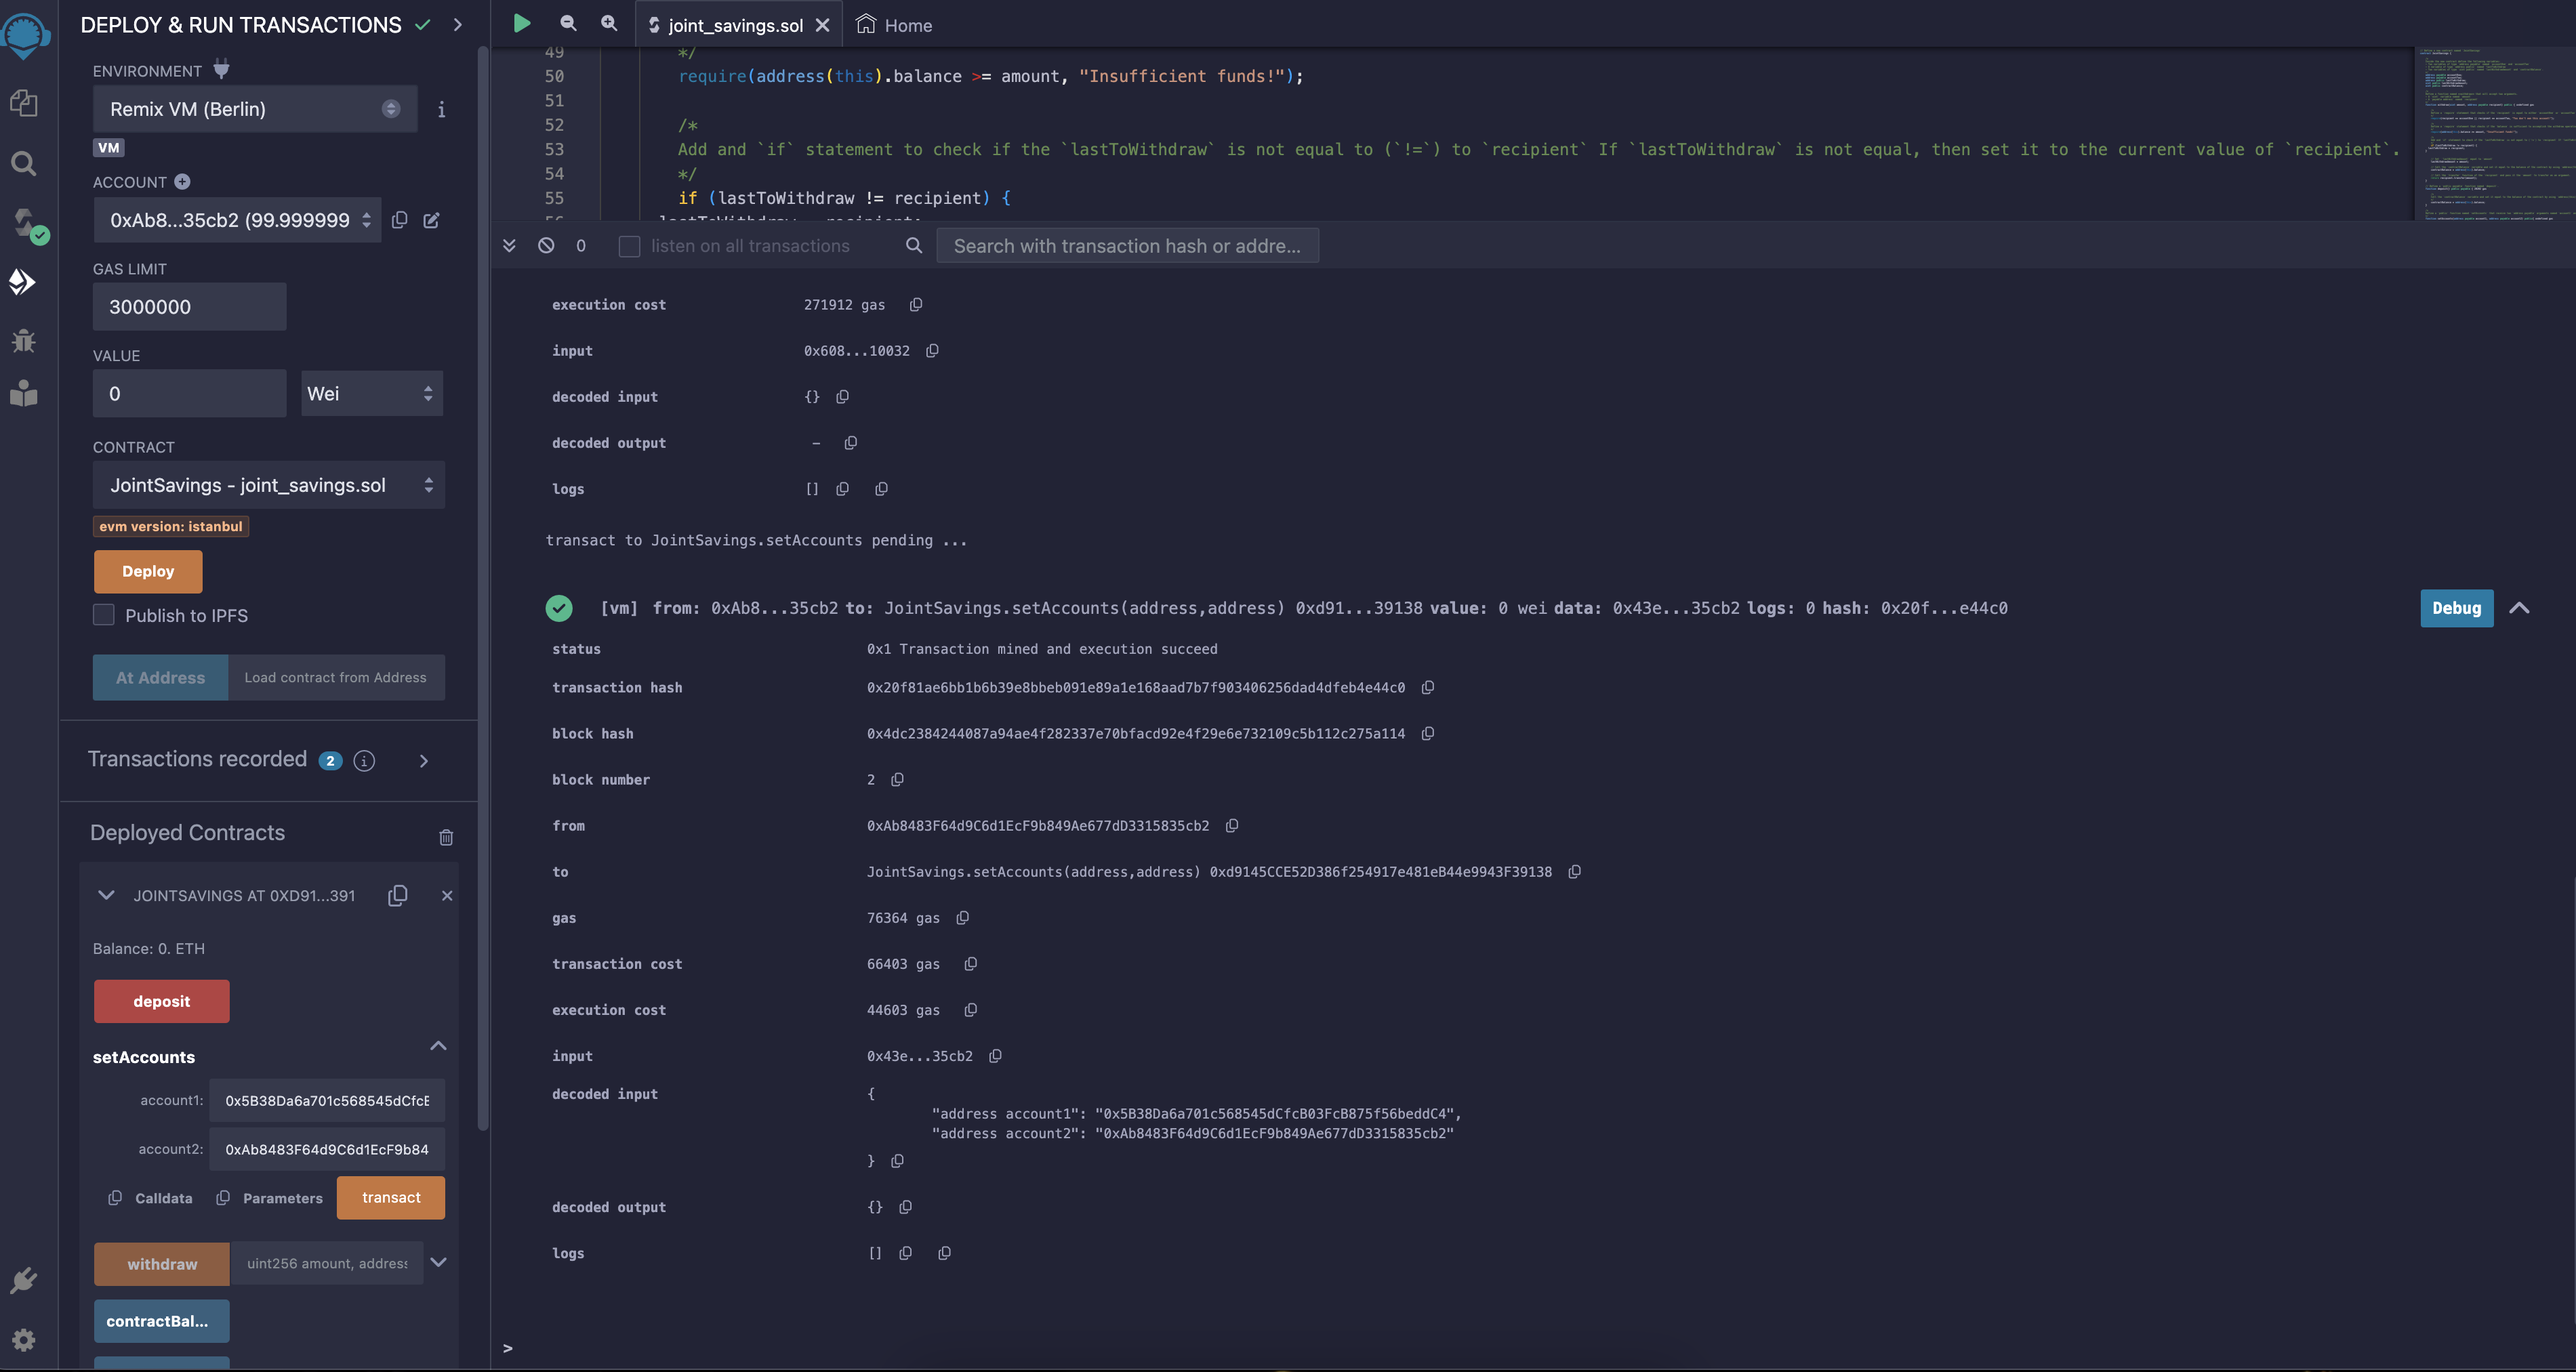 DEPLOY & RUN TRANSACTIONS
ENVIRONMENT
Remix VM (Berlin)
VM
ACCOUNT
0xAb8...35cb2 (99.999999
GAS LIMIT
3000000
VALUE
0
Wei
CONTRACT
JointSavings - joint_savings.sol
evm version: istanbul
Deploy
Publish to IPFS
At Address
Load contract from Address
Transactions recorded 2
Deployed Contracts
JOINTSAVINGS AT 0XD91...391
Balance: 0. ETH
deposit
setAccounts
account1: 0x5B38Da6a701c568545dCfcB
account2: 0xAb8483F64d9C6d1EcF9b84
Calldata
Parameters
transact
withdraw
uint256 amount, address
contractBal...
joint_savings.sol
Home
49 */
50 require(address(this).balance >= amount, "Insufficient funds!");
51
52 /*
53 Add and `if` statement to check if the `lastToWithdraw` is not equal to (`!=`) to `recipient` If `lastToWithdraw` is not equal, then set it to the current value of `recipient`.
54 */
55 if (lastToWithdraw != recipient) {
0
listen on all transactions
Search with transaction hash or addre...
execution cost 271912 gas
input 0x608...10032
decoded input {}
decoded output -
logs []
transact to JointSavings.setAccounts pending ...
[vm] from: 0xAb8...35cb2 to: JointSavings.setAccounts(address,address) 0xd91...39138 value: 0 wei data: 0x43e...35cb2 logs: 0 hash: 0x20f...e44c0
Debug
status 0x1 Transaction mined and execution succeed
transaction hash 0x20f81ae6bb1b6b39e8bbeb091e89a1e168aad7b7f903406256dad4dfeb4e44c0
block hash 0x4dc2384244087a94ae4f282337e70bfacd92e4f29e6e732109c5b112c275a114
block number 2
from 0xAb8483F64d9C6d1EcF9b849Ae677dD3315835cb2
to JointSavings.setAccounts(address,address) 0xd9145CCE52D386f254917e481eB44e9943F39138
gas 76364 gas
transaction cost 66403 gas
execution cost 44603 gas
input 0x43e...35cb2
decoded input {
"address account1": "0x5B38Da6a701c568545dCfcB03FcB875f56beddC4",
"address account2": "0xAb8483F64d9C6d1EcF9b849Ae677dD3315835cb2"
}
decoded output {}
logs []
>